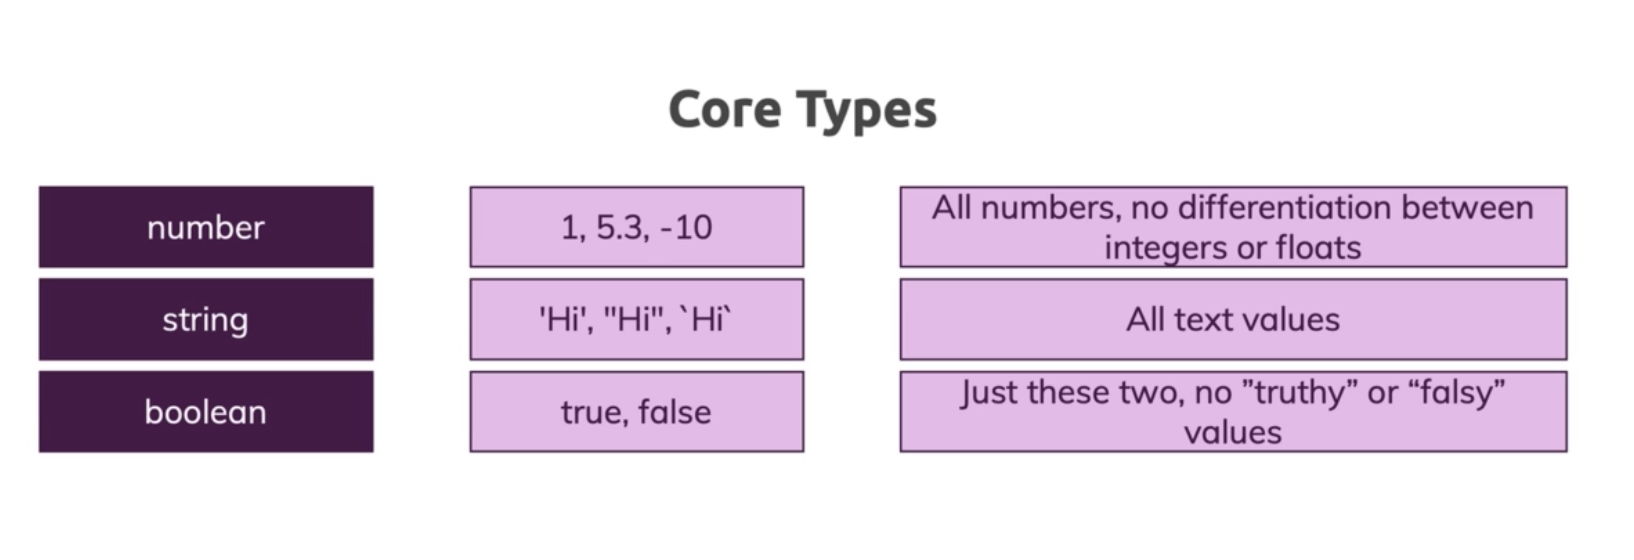 Core Types
number
1, 5.3, -10
All numbers, no differentiation between
integers or floats
string
'Hi', "Hi", `Hi`
All text values
boolean
true, false
Just these two, no ”truthy” or “falsy”
values